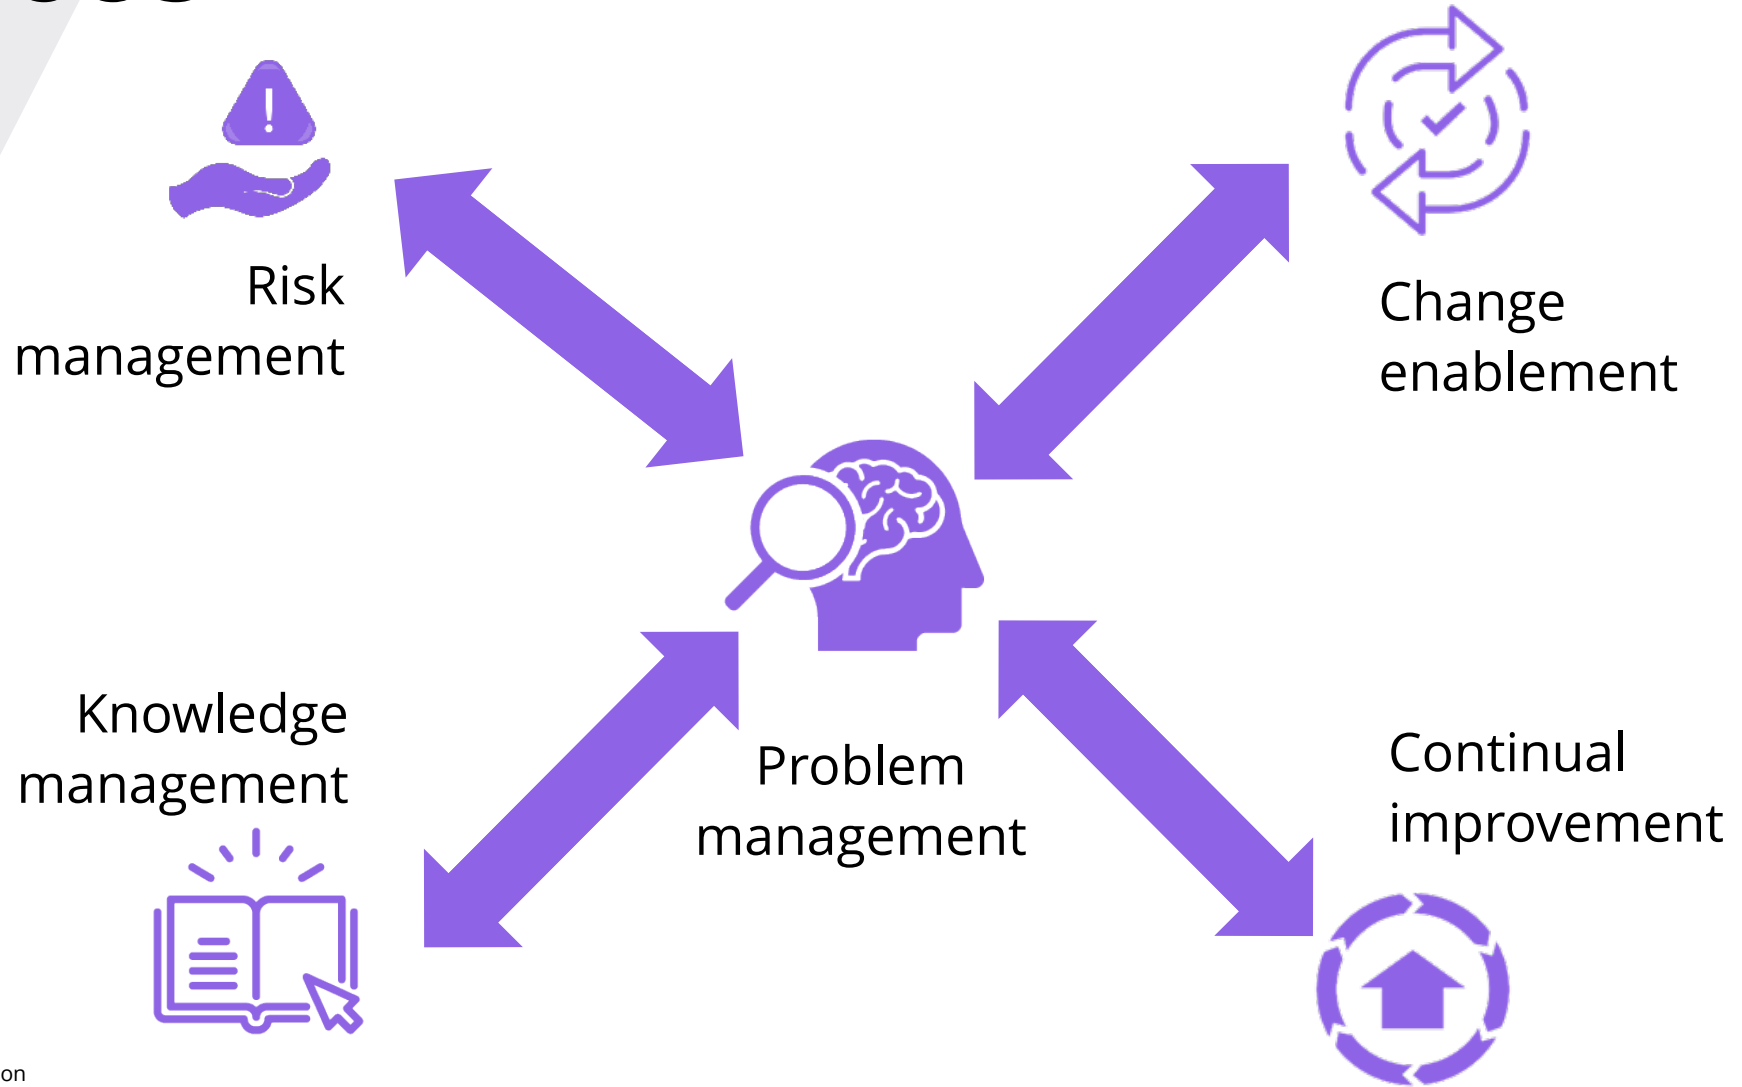 Risk
management
Change
enablement
Knowledge
management
Problem
management
Continual
improvement
on